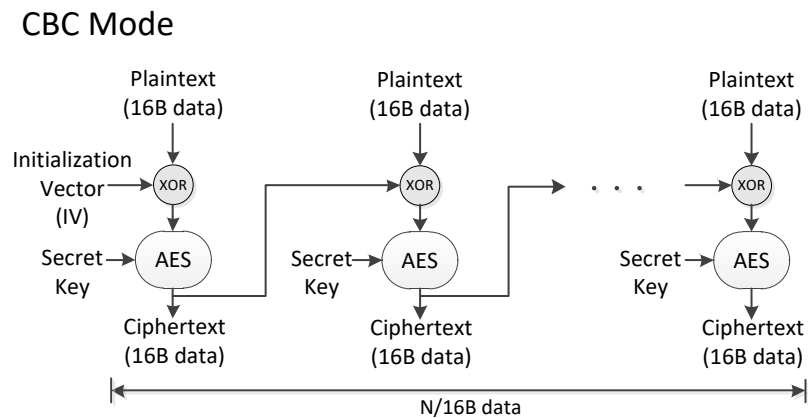 CBC Mode
Plaintext
(16B data)
Plaintext
(16B data)
Plaintext
(16B data)
Initialization
Vector
(IV)
XOR
XOR
. . .
XOR
Secret
Key
AES
Secret
Key
AES
Secret
Key
AES
Ciphertext
(16B data)
Ciphertext
(16B data)
Ciphertext
(16B data)
N/16B data